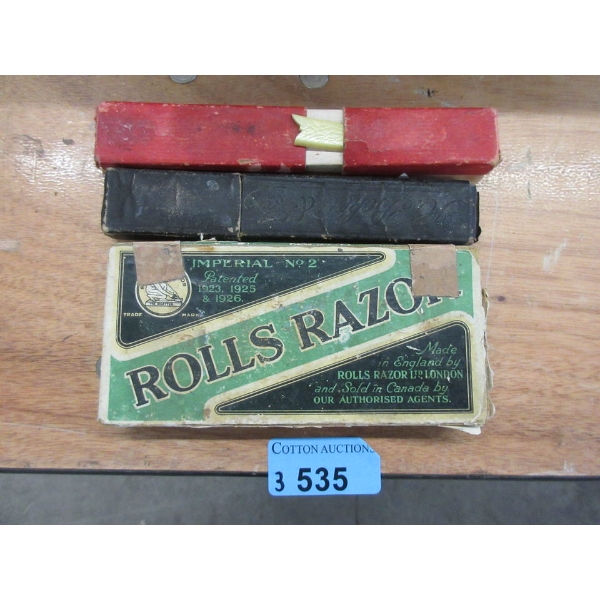 IMPERIAL Nº 2
Patented
1923, 1925
& 1926.
TRADE MARK
ROLLS RAZOR
Made
in England by
ROLLS RAZOR LTD. LONDON
and Sold in Canada by
OUR AUTHORISED AGENTS.
COTTON AUCTIONS
3 535